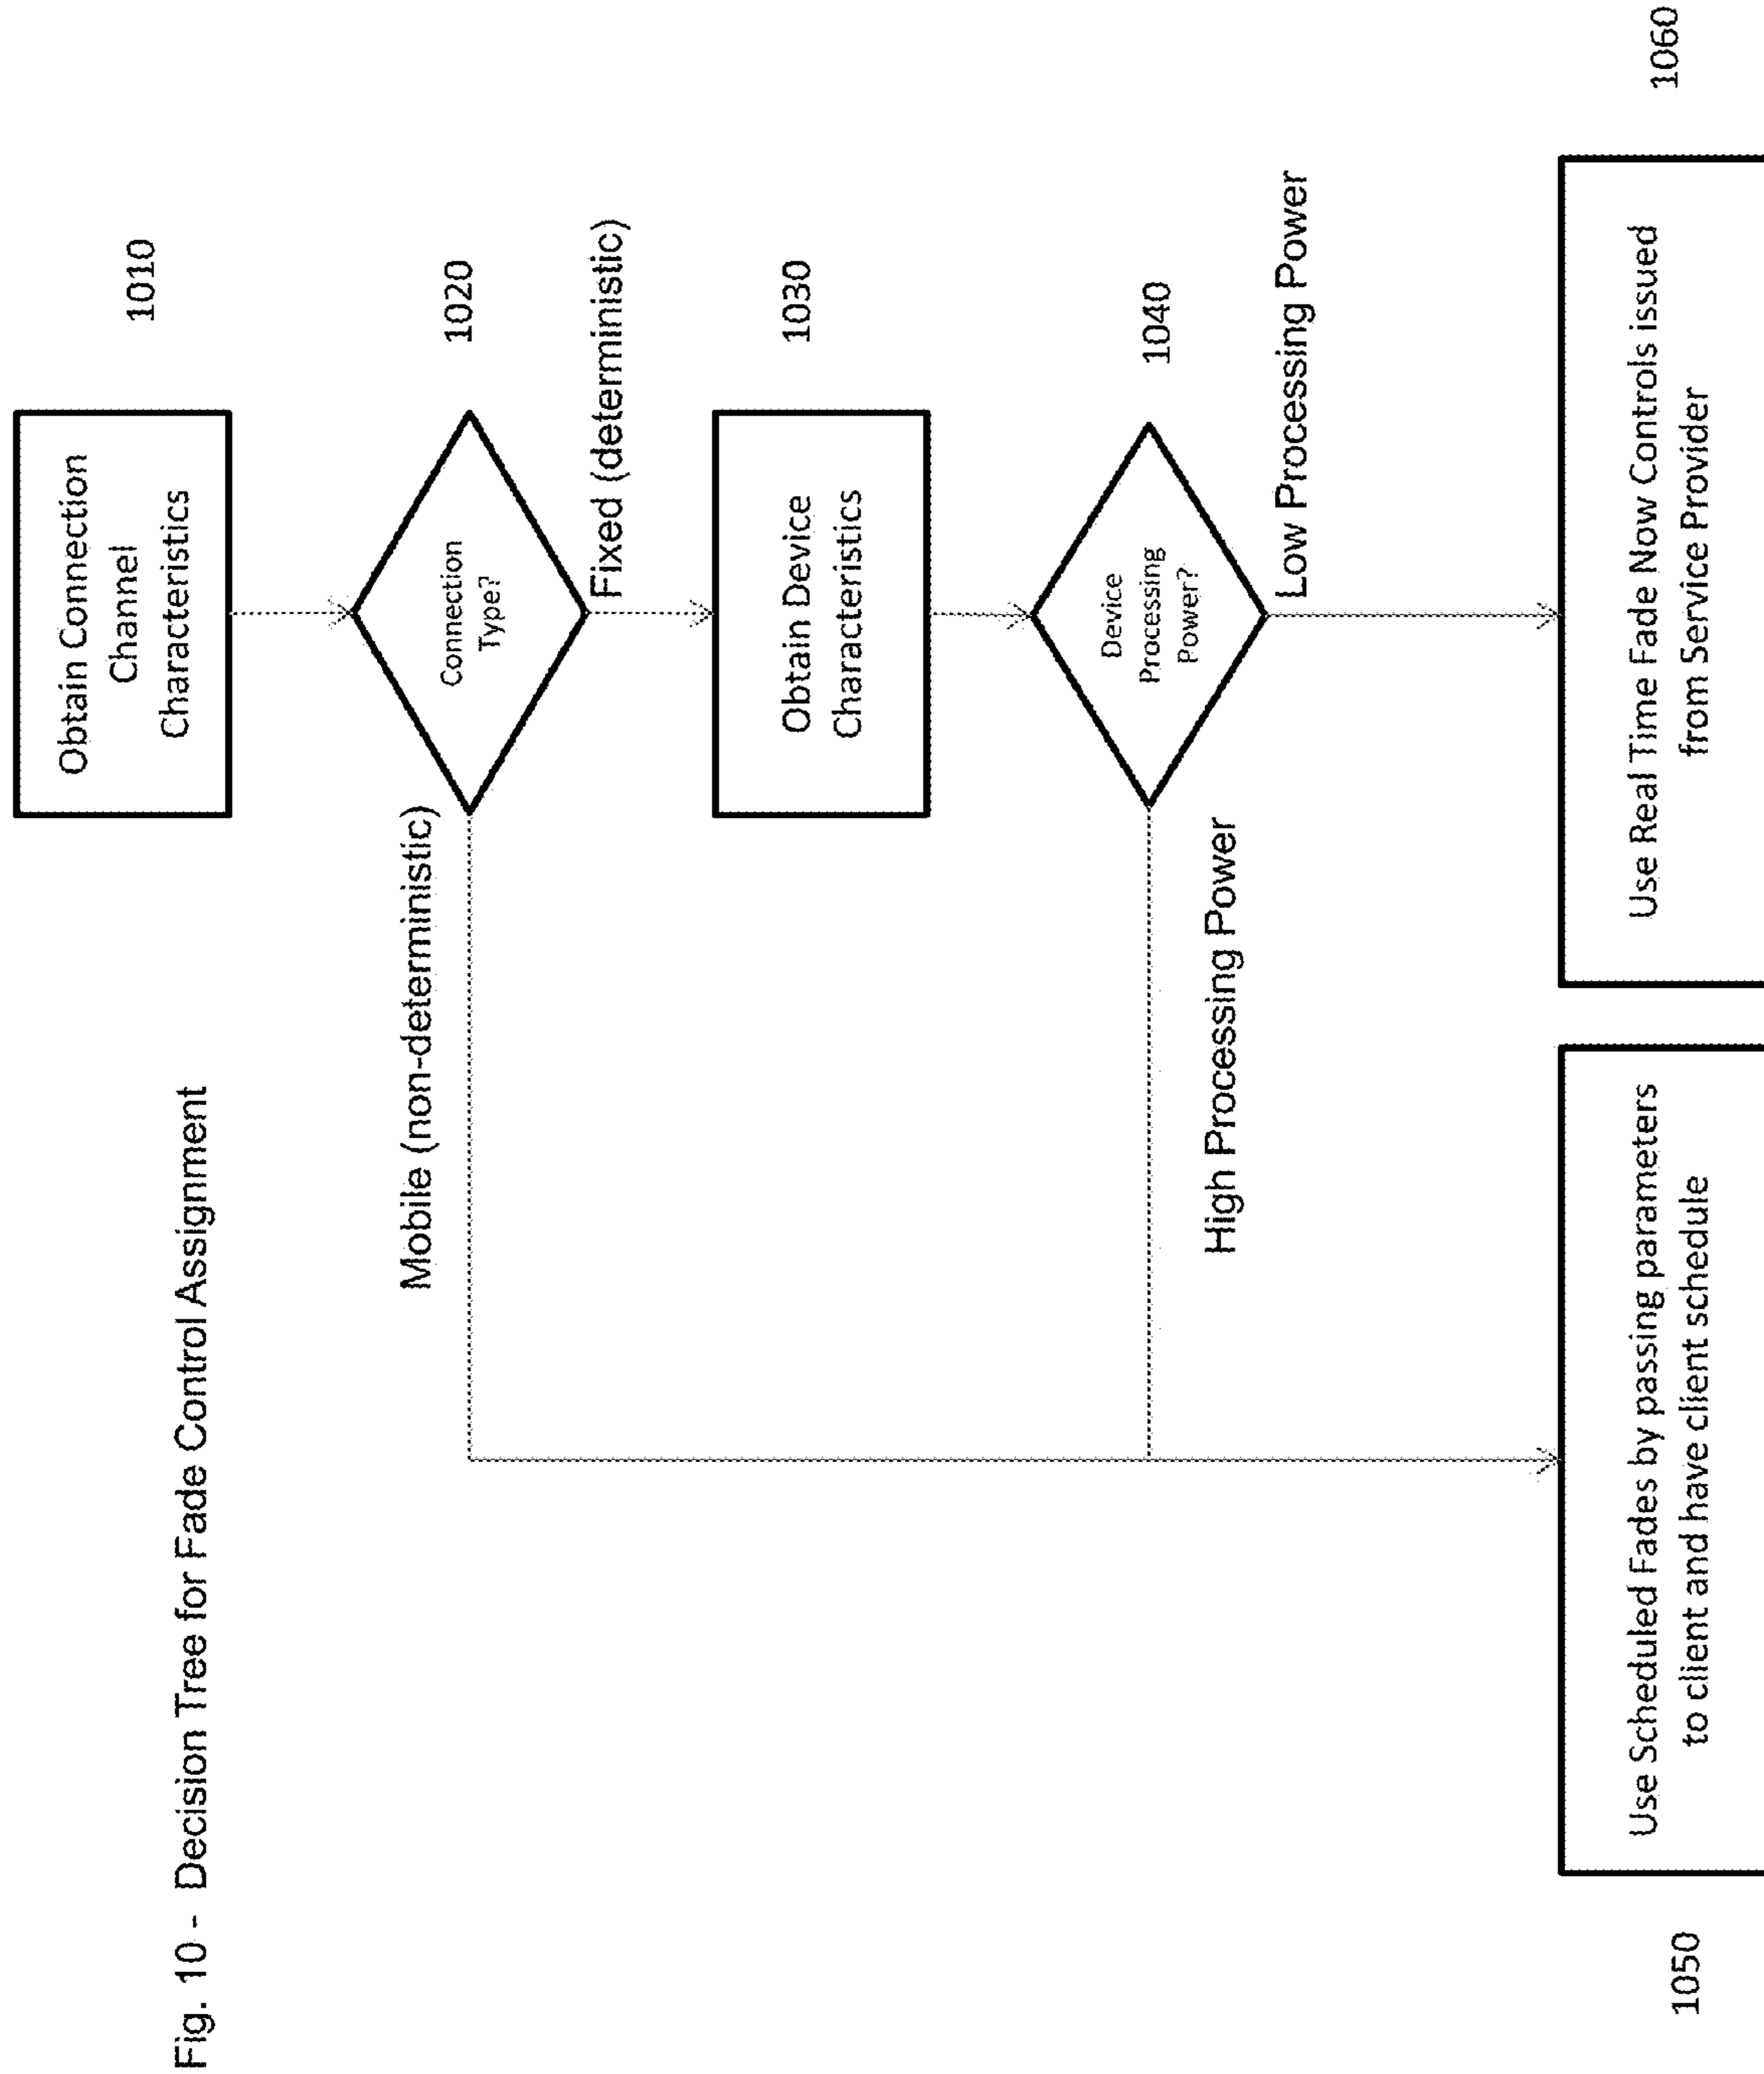 Fig. 10 - Decision Tree for Fade Control Assignment
Obtain Connection
Channel
Characteristics
1010
Connection
Type?
1020
Mobile (non-deterministic)
Fixed (deterministic)
Obtain Device
Characteristics
1030
Device
Processing
Power?
1040
High Processing Power
Low Processing Power
1050
Use Scheduled Fades by passing parameters
to client and have client schedule
Use Real Time Fade Now Controls issued
from Service Provider
1060